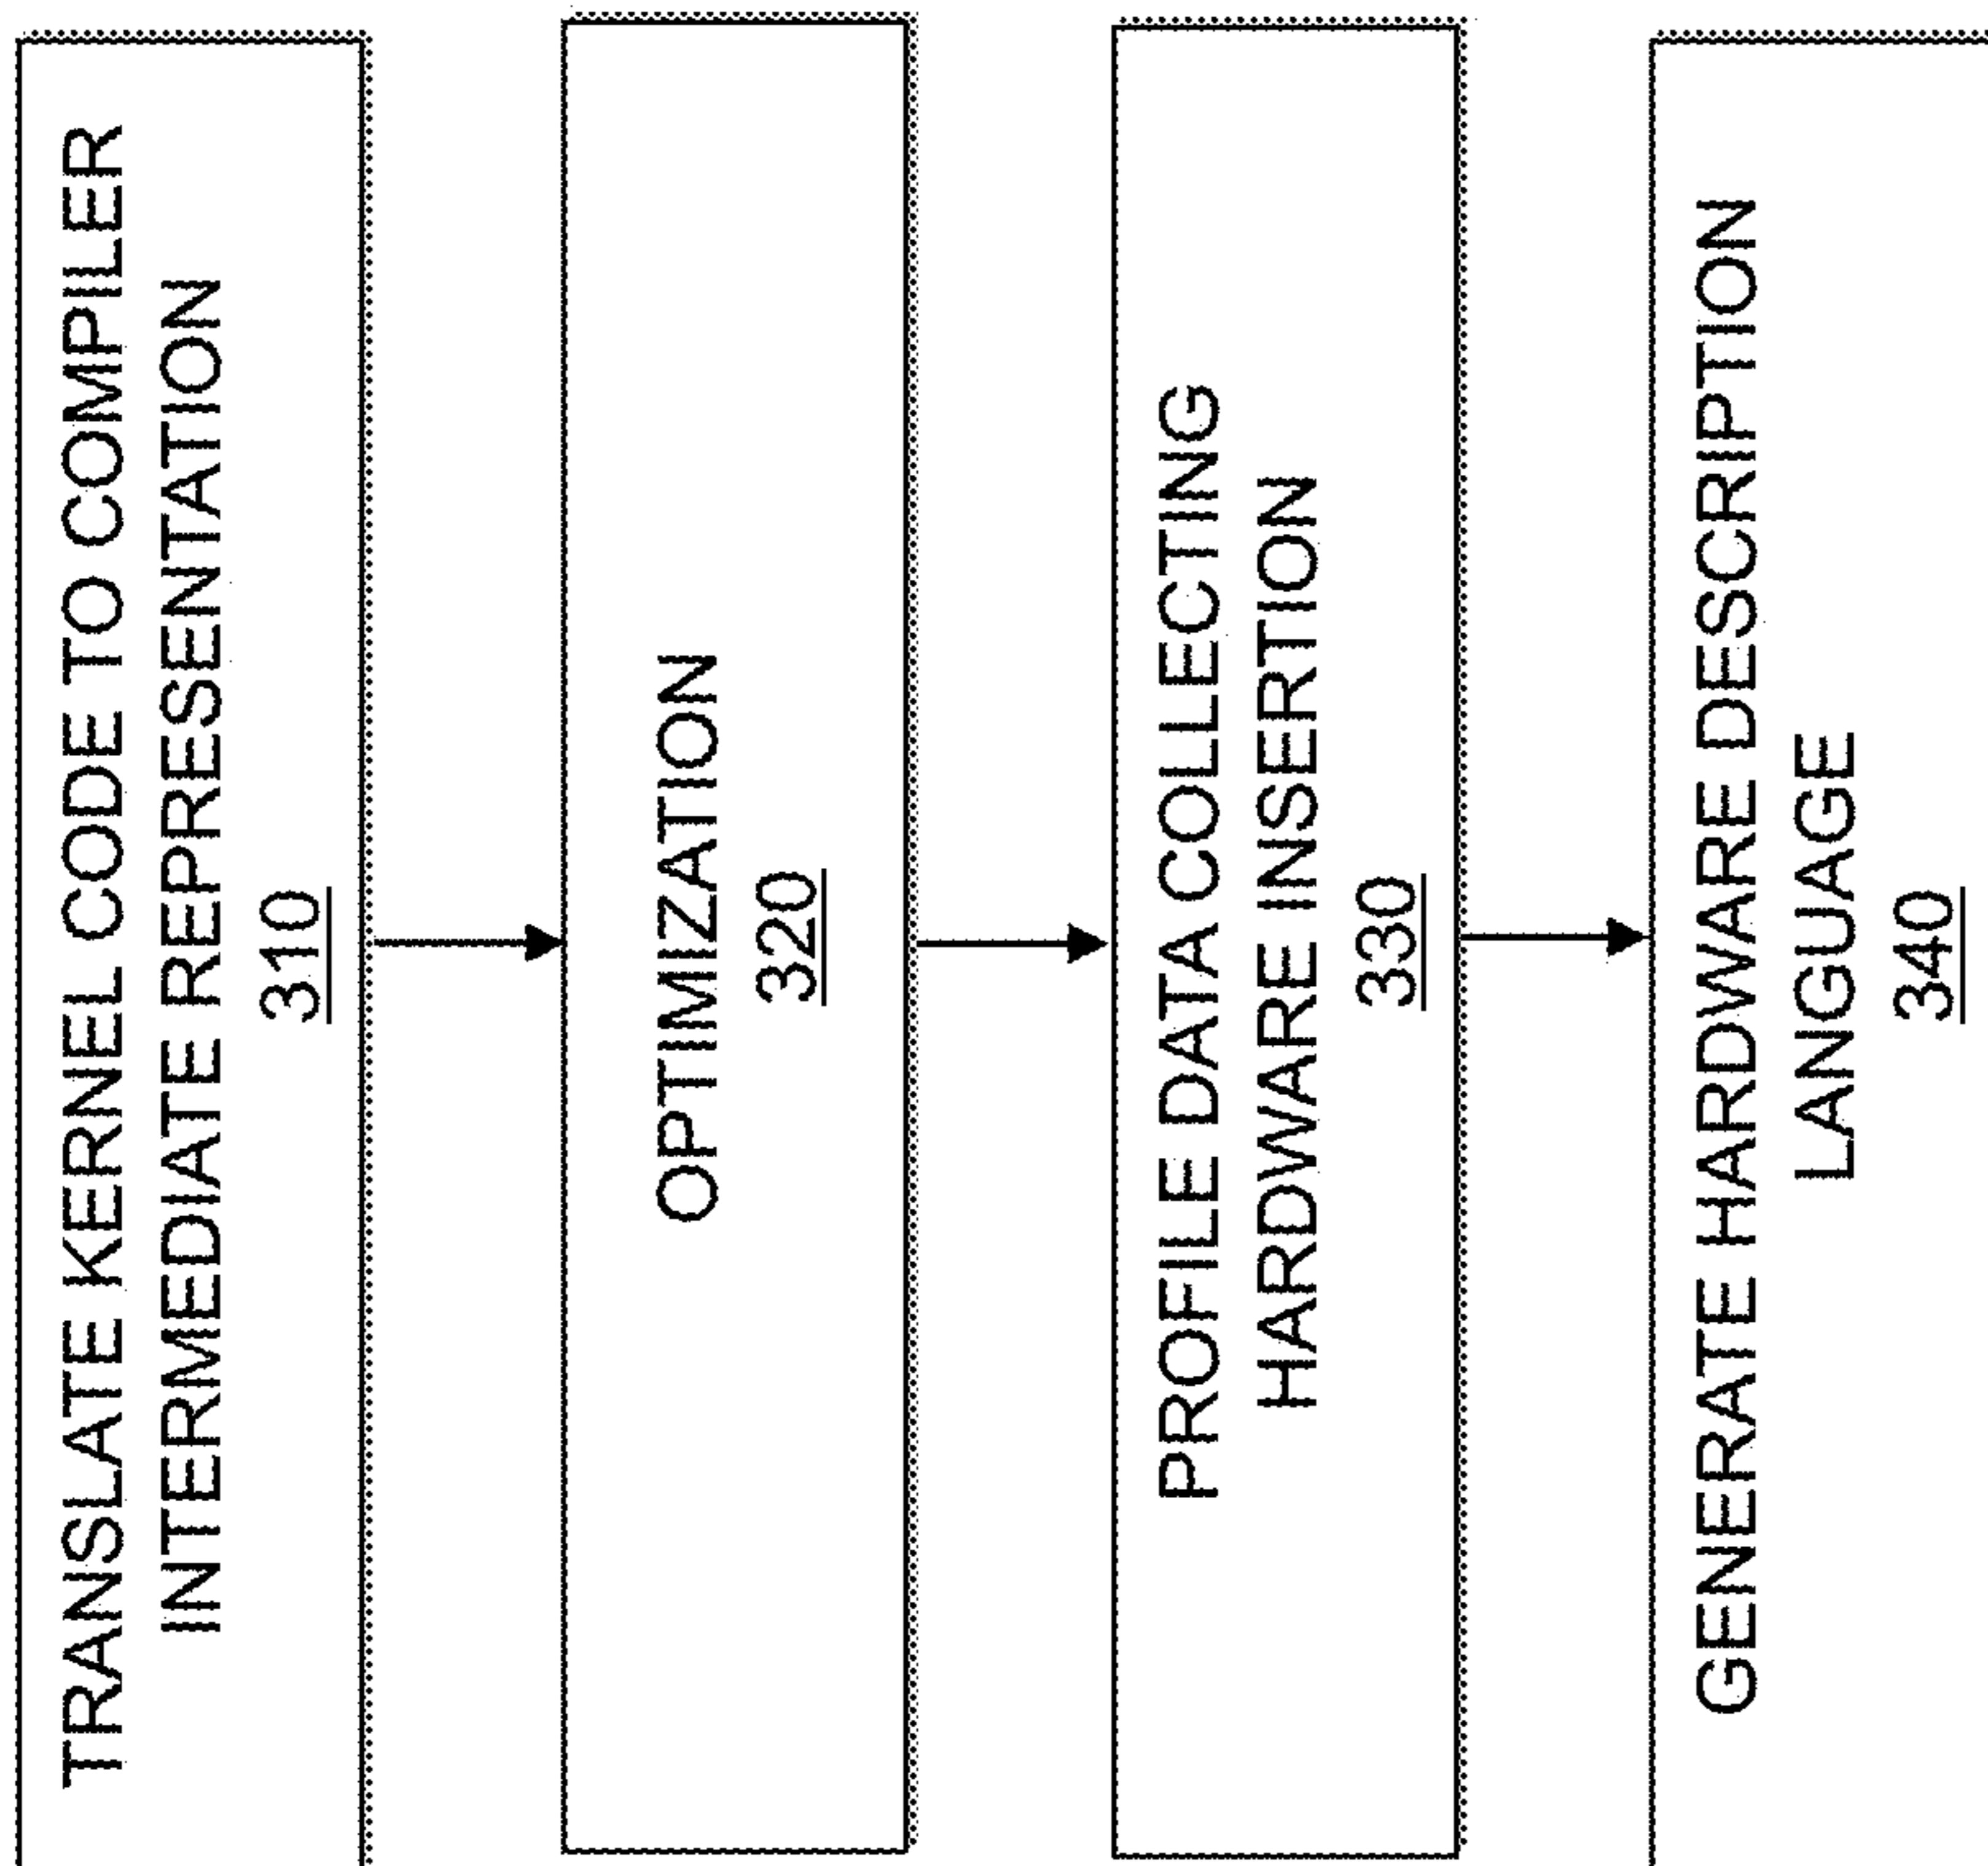 TRANSLATE KERNEL CODE TO COMPILER
INTERMEDIATE REPRESENTATION
310
OPTIMIZATION
320
PROFILE DATA COLLECTING
HARDWARE INSERTION
330
GENERATE HARDWARE DESCRIPTION
LANGUAGE
340